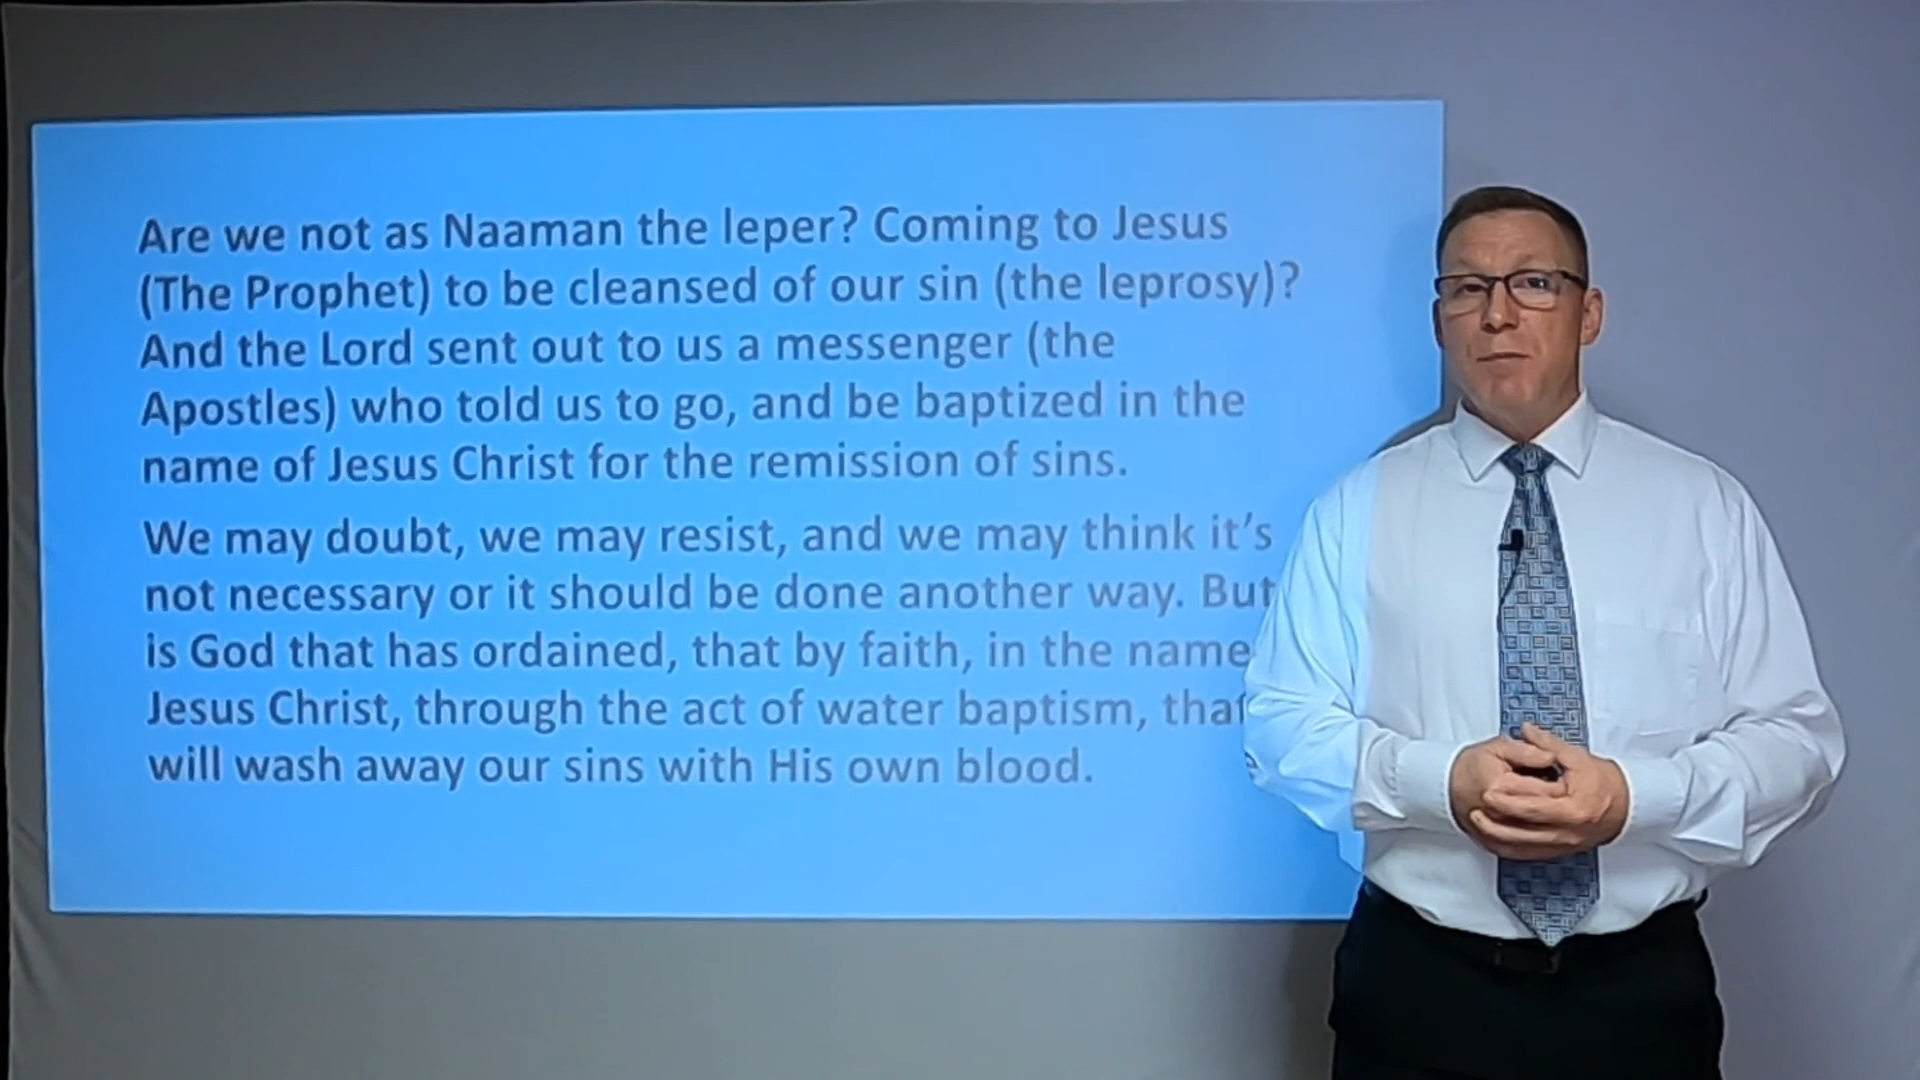 Are we not as Naaman the leper? Coming to Jesus
(The Prophet) to be cleansed of our sin (the leprosy)?
And the Lord sent out to us a messenger (the
Apostles) who told us to go, and be baptized in the
name of Jesus Christ for the remission of sins.
We may doubt, we may resist, and we may think it's
not necessary or it should be done another way. But
is God that has ordained, that by faith, in the name
Jesus Christ, through the act of water baptism, that
will wash away our sins with His own blood.